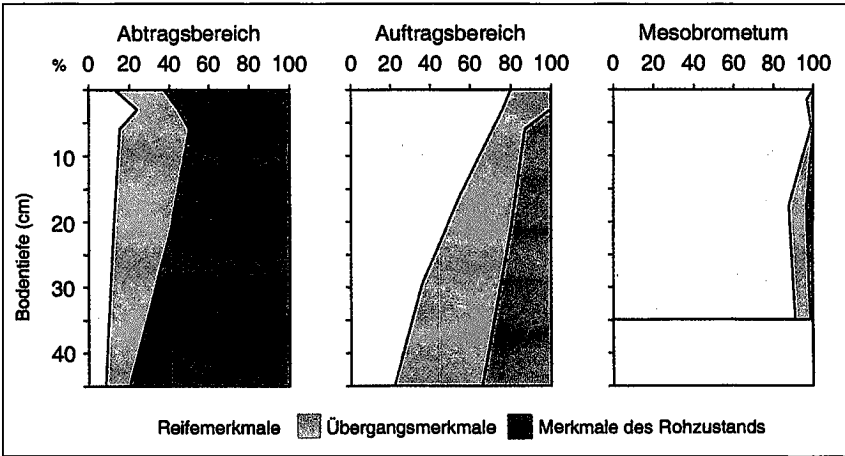 Abtragsbereich Auftragsbereich Mesobrometum
% 0 20 40 60 80 100 0 20 40 60 80 100 0 20 40 60 80 100
10
20
30
40
Bodentiefe (cm)
Reifemerkmale Übergangsmerkmale Merkmale des Rohzustands